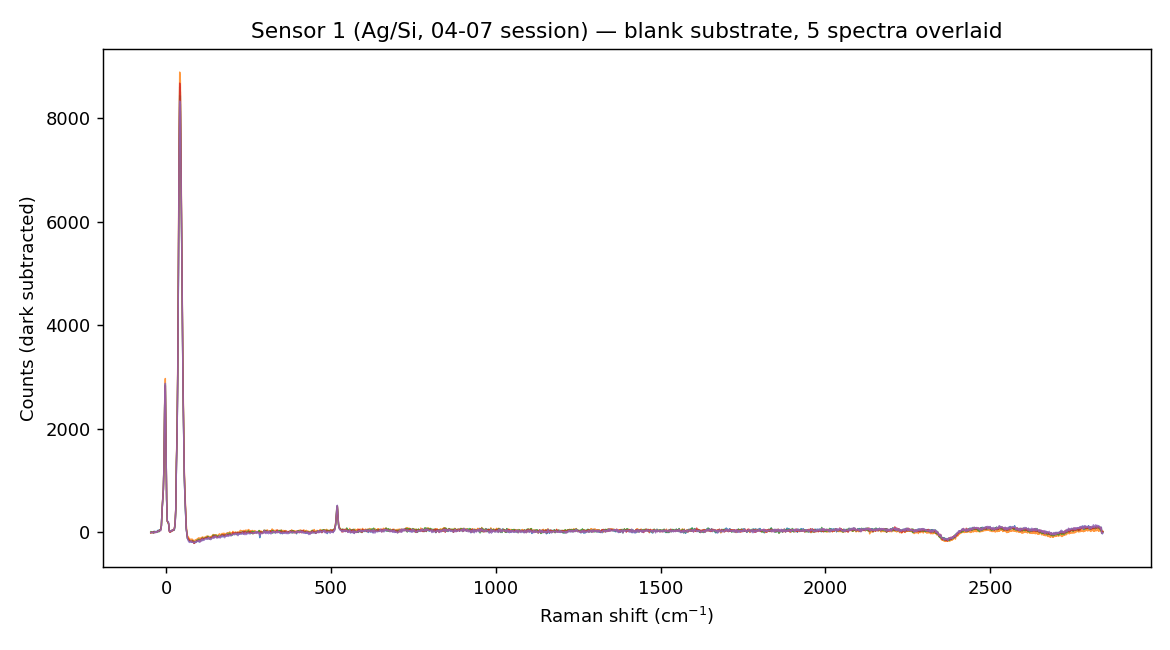 Sensor 1 (Ag/Si, 04-07 session) — blank substrate, 5 spectra overlaid
Counts (dark subtracted)
8000
6000
4000
2000
0
0 500 1000 1500 2000 2500
Raman shift (cm⁻¹)